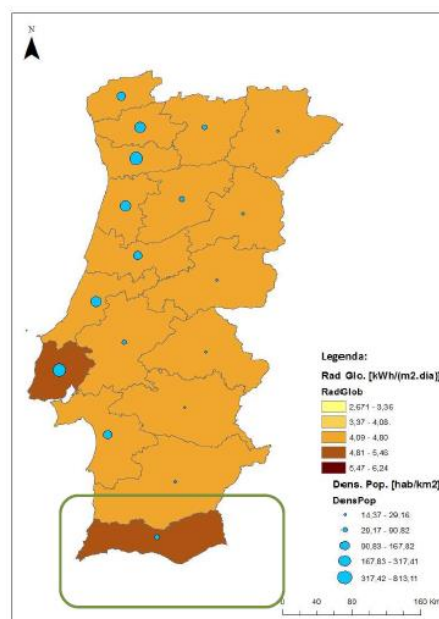 N
Legenda:
Rad Glo. [kWh/(m2.dia)]
RadGlob
2,671 - 3,36
3,37 - 4,08
4,09 - 4,80
4,81 - 5,46
5,47 - 6,24
Dens. Pop. [hab/km2]
DensPop
14,37 - 29,16
29,17 - 90,82
90,83 - 167,82
167,83 - 317,41
317,42 - 813,11
0 40 80 160 Km